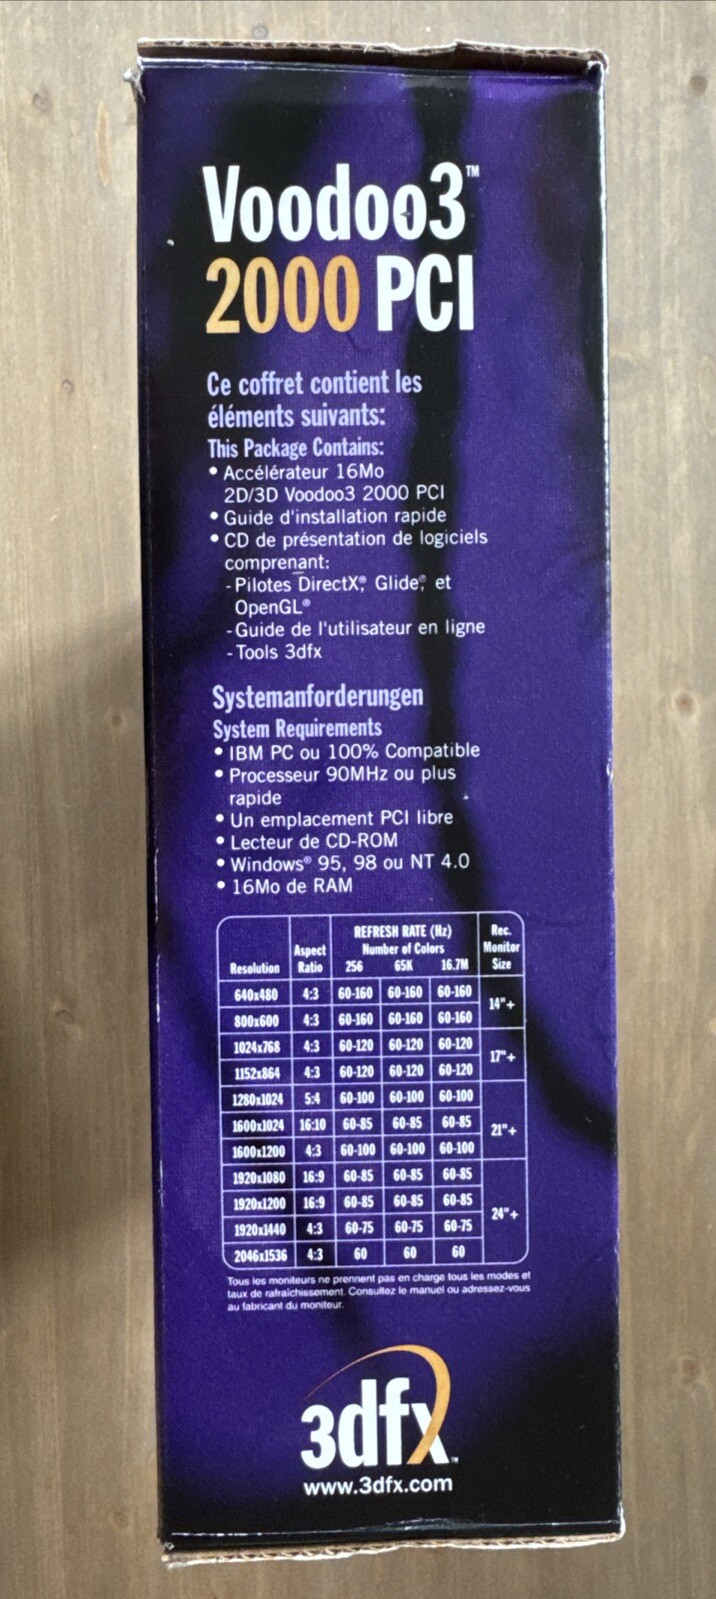 Voodoo3™
2000 PCI
Ce coffret contient les
éléments suivants:
This Package Contains:
• Accélérateur 16Mo
2D/3D Voodoo3 2000 PCI
• Guide d'installation rapide
• CD de présentation de logiciels
comprenant:
- Pilotes DirectX®, Glide®, et
OpenGL®
- Guide de l'utilisateur en ligne
- Tools 3dfx
Systemanforderungen
System Requirements
• IBM PC ou 100% Compatible
• Processeur 90MHz ou plus
rapide
• Un emplacement PCI libre
• Lecteur de CD-ROM
• Windows® 95, 98 ou NT 4.0
• 16Mo de RAM
REFRESH RATE (Hz) Rec.
Aspect Number of Colors Monitor
Resolution Ratio 256 65K 16.7M Size
640x480 4:3 60-160 60-160 60-160
14"+
800x600 4:3 60-160 60-160 60-160
1024x768 4:3 60-120 60-120 60-120
17"+
1152x864 4:3 60-120 60-120 60-120
1280x1024 5:4 60-100 60-100 60-100
1600x1024 16:10 60-85 60-85 60-85
21"+
1600x1200 4:3 60-100 60-100 60-100
1920x1080 16:9 60-85 60-85 60-85
1920x1200 16:9 60-85 60-85 60-85
24"+
1920x1440 4:3 60-75 60-75 60-75
2046x1536 4:3 60 60 60
Tous les moniteurs ne prennent pas en charge tous les modes et
taux de rafraîchissement. Consultez le manuel ou adressez-vous
au fabricant du moniteur.
3dfx™
www.3dfx.com